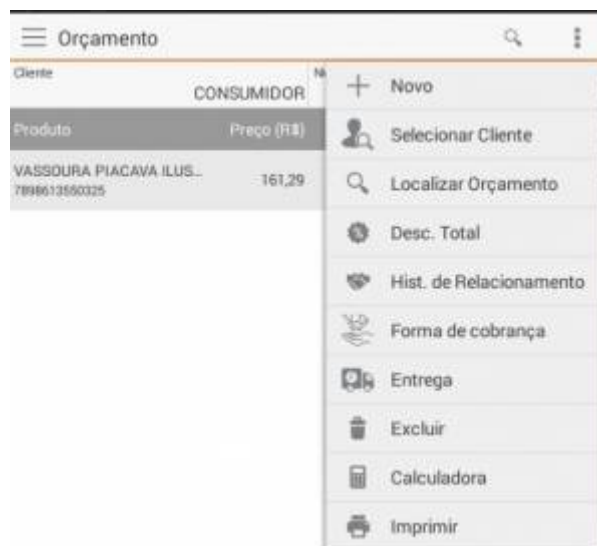 Orçamento
Cliente
CONSUMIDOR
Produto Preço (R$)
VASSOURA PIACAVA ILUS... 161,29
7898613550325
Novo
Selecionar Cliente
Localizar Orçamento
Desc. Total
Hist. de Relacionamento
Forma de cobrança
Entrega
Excluir
Calculadora
Imprimir